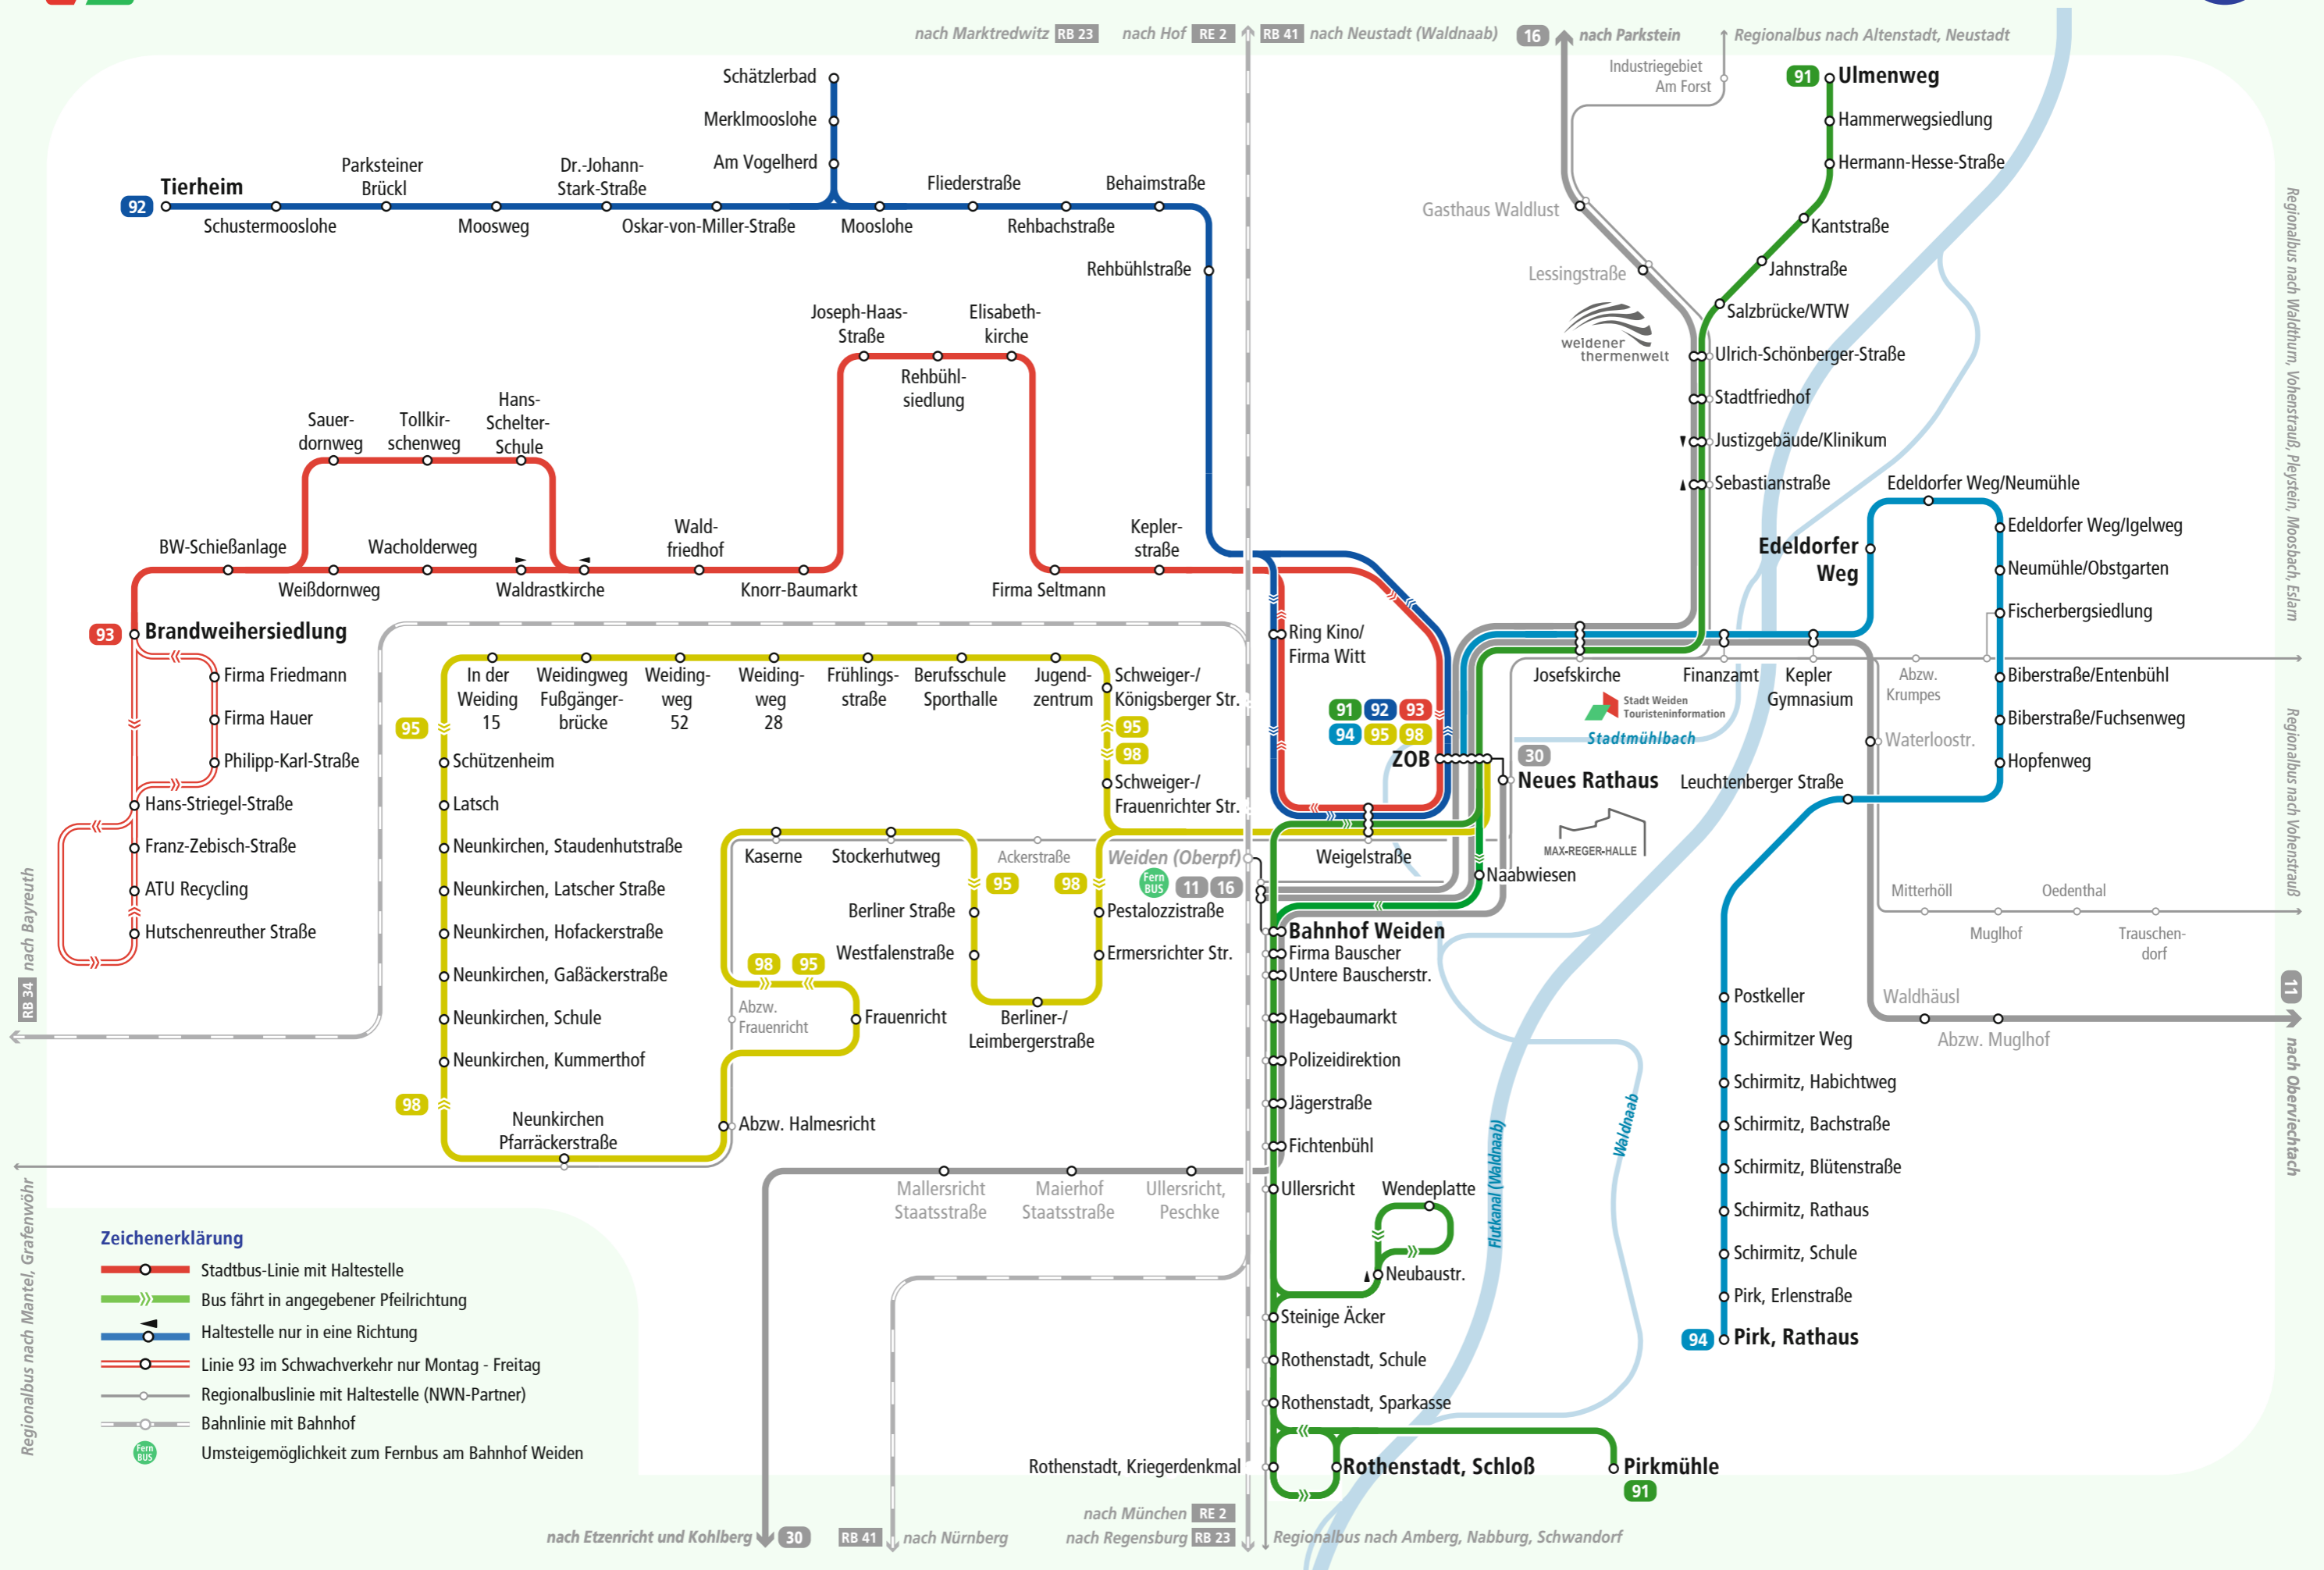 nach Marktredwitz RB 23
nach Hof RE 2
RB 41 nach Neustadt (Waldnaab)
16 nach Parkstein
Regionalbus nach Altenstadt, Neustadt
Industriegebiet
Am Forst
91 Ulmenweg
Hammerwegsiedlung
Hermann-Hesse-Straße
Kantstraße
Jahnstraße
Salzbrücke/WTW
Ulrich-Schönberger-Straße
Stadtfriedhof
Justizgebäude/Klinikum
Sebastianstraße
Gasthaus Waldlust
Lessingstraße
weidener
thermenwelt
Schätzlerbad
Merklmooslohe
Am Vogelherd
92
Tierheim
Schustermooslohe
Parksteiner
Brückl
Moosweg
Dr.-Johann-
Stark-Straße
Oskar-von-Miller-Straße
Mooslohe
Fliederstraße
Rehbachstraße
Behaimstraße
Rehbühlstraße
Joseph-Haas-
Straße
Rehbühl-
siedlung
Elisabeth-
kirche
Sauer-
dornweg
Tollkir-
schenweg
Hans-
Schelter-
Schule
BW-Schießanlage
Weißdornweg
Wacholderweg
Waldrastkirche
Wald-
friedhof
Knorr-Baumarkt
Firma Seltmann
Kepler-
straße
93 Brandweihersiedlung
Firma Friedmann
Firma Hauer
Philipp-Karl-Straße
Hans-Striegel-Straße
Franz-Zebisch-Straße
ATU Recycling
Hutschenreuther Straße
95
In der
Weiding
15
Weidingweg
Fußgänger-
brücke
Weiding-
weg
52
Weiding-
weg
28
Frühlings-
straße
Berufsschule
Sporthalle
Jugend-
zentrum
Schweiger-/
Königsberger Str.
95
98
Schweiger-/
Frauenrichter Str.
Schützenheim
Latsch
Neunkirchen, Staudenhutstraße
Neunkirchen, Latscher Straße
Neunkirchen, Hofackerstraße
Neunkirchen, Gaßäckerstraße
Neunkirchen, Schule
Neunkirchen, Kummerthof
98
Neunkirchen
Pfarräckerstraße
Abzw. Halmesricht
Kaserne
Stockerhutweg
Ackerstraße
95
98
Berliner Straße
Westfalenstraße
Berliner-/
Leimbergerstraße
Pestalozzistraße
Ermersrichter Str.
98 95
Abzw.
Frauenricht
Frauenricht
Weiden (Oberpf)
Fern
BUS
11 16
Ring Kino/
Firma Witt
91 92 93
94 95 98
ZOB
30
Neues Rathaus
MAX-REGER-HALLE
Weigelstraße
Naabwiesen
Josefskirche
Stadt Weiden
Touristeninformation
Stadtmühlbach
Finanzamt
Kepler
Gymnasium
Edeldorfer
Weg
Edeldorfer Weg/Neumühle
Edeldorfer Weg/Igelweg
Neumühle/Obstgarten
Fischerbergsiedlung
Biberstraße/Entenbühl
Biberstraße/Fuchsenweg
Hopfenweg
Abzw.
Krumpes
Waterloostr.
Leuchtenberger Straße
Mitterhöll
Muglhof
Oedenthal
Trauschen-
dorf
Waldhäusl
Abzw. Muglhof
Postkeller
Schirmitzer Weg
Schirmitz, Habichtweg
Schirmitz, Bachstraße
Schirmitz, Blütenstraße
Schirmitz, Rathaus
Schirmitz, Schule
Pirk, Erlenstraße
94 Pirk, Rathaus
Bahnhof Weiden
Firma Bauscher
Untere Bauscherstr.
Hagebaumarkt
Polizeidirektion
Jägerstraße
Fichtenbühl
Ullersricht
Wendeplatte
Neubaustr.
Steinige Äcker
Rothenstadt, Schule
Rothenstadt, Sparkasse
Rothenstadt, Kriegerdenkmal
Rothenstadt, Schloß
Pirkmühle
91
Flutkanal (Waldnaab)
Waldnaab
Mallersricht
Staatsstraße
Maierhof
Staatsstraße
Ullersricht,
Peschke
nach Etzenricht und Kohlberg 30
RB 41 nach Nürnberg
nach München RE 2
nach Regensburg RB 23
Regionalbus nach Amberg, Nabburg, Schwandorf
RB 34 nach Bayreuth
Regionalbus nach Mantel, Grafenwöhr
Regionalbus nach Waldthurn, Vohenstrauß, Pleystein, Moosbach, Eslarn
Regionalbus nach Vohenstrauß
11 nach Oberviechtach
Zeichenerklärung
Stadtbus-Linie mit Haltestelle
Bus fährt in angegebener Pfeilrichtung
Haltestelle nur in eine Richtung
Linie 93 im Schwachverkehr nur Montag - Freitag
Regionalbuslinie mit Haltestelle (NWN-Partner)
Bahnlinie mit Bahnhof
Fern
BUS
Umsteigemöglichkeit zum Fernbus am Bahnhof Weiden